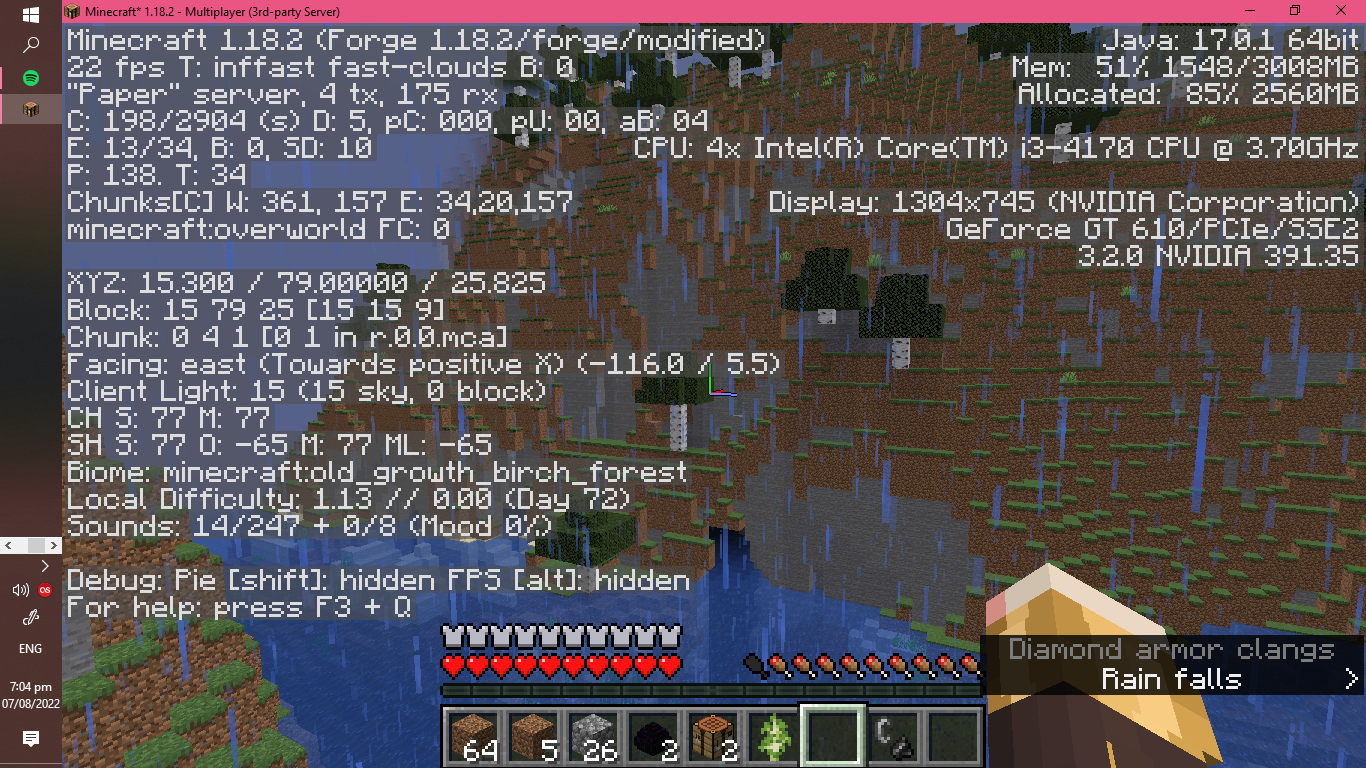 Minecraft* 1.18.2 - Multiplayer (3rd-party Server)
Minecraft 1.18.2 (Forge 1.18.2/forge/modified)
22 fps T: inffast fast-clouds B: 0
"Paper" server, 4 tx, 175 rx
C: 198/2904 (s) D: 5, pC: 000, pU: 00, aB: 04
E: 13/34, B: 0, SD: 10
P: 138. T: 34
Chunks[C] W: 361, 157 E: 34,20,157
minecraft:overworld FC: 0
XYZ: 15.300 / 79.00000 / 25.825
Block: 15 79 25 [15 15 9]
Chunk: 0 4 1 [0 1 in r.0.0.mca]
Facing: east (Towards positive X) (-116.0 / 5.5)
Client Light: 15 (15 sky, 0 block)
CH S: 77 M: 77
SH S: 77 O: -65 M: 77 ML: -65
Biome: minecraft:old_growth_birch_forest
Local Difficulty: 1.13 // 0.00 (Day 72)
Sounds: 14/247 + 0/8 (Mood 0%)
Debug: Pie [shift]: hidden FPS [alt]: hidden
For help: press F3 + Q
Java: 17.0.1 64bit
Mem: 51% 1548/3008MB
Allocated: 85% 2560MB
CPU: 4x Intel(R) Core(TM) i3-4170 CPU @ 3.70GHz
Display: 1304x745 (NVIDIA Corporation)
GeForce GT 610/PCIe/SSE2
3.2.0 NVIDIA 391.35
Diamond armor clangs
Rain falls >
64 5 26 2 2
ENG
7:04 pm
07/08/2022